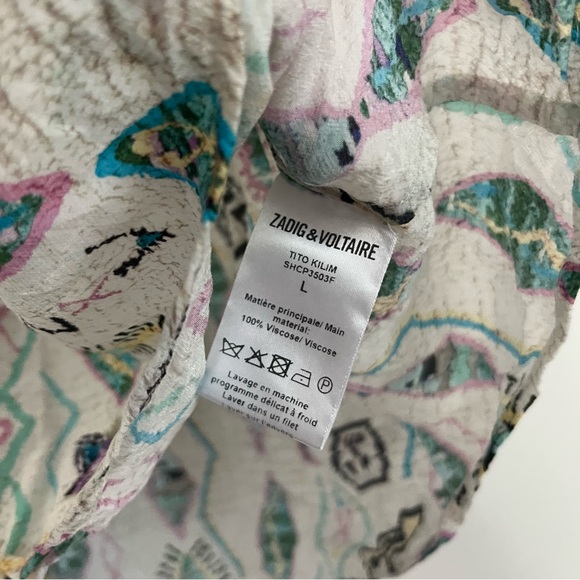 ZADIG & VOLTAIRE
TITO KILIM
SHCP3503F
L
Matière principale/ Main
material:
100% Viscose/ Viscose
P
Lavage en machine
programme délicat à froid
Laver dans un filet